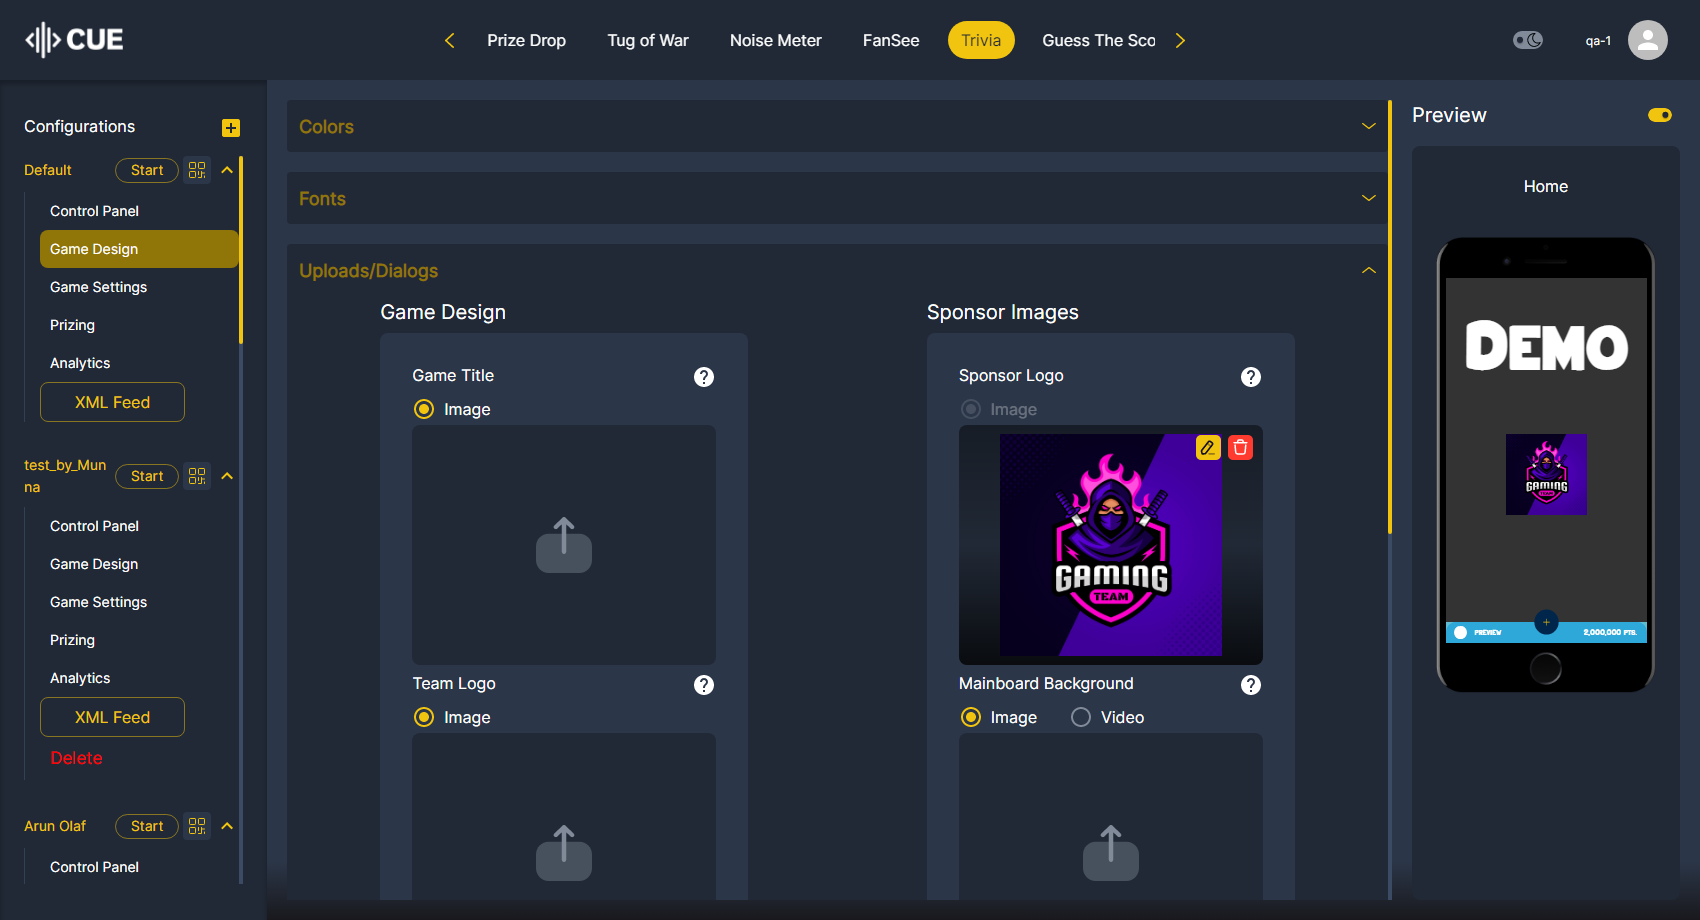 CUE
Prize Drop
Tug of War
Noise Meter
FanSee
Trivia
Guess The Sco
qa-1
Configurations
Default
Start
Control Panel
Game Design
Game Settings
Prizing
Analytics
XML Feed
test_by_Mun
na
Start
Control Panel
Game Design
Game Settings
Prizing
Analytics
XML Feed
Delete
Arun Olaf
Start
Control Panel
Colors
Fonts
Uploads/Dialogs
Game Design
Game Title
?
Image
Team Logo
?
Image
Sponsor Images
Sponsor Logo
?
Image
GAMING
TEAM
Mainboard Background
?
Image
Video
Preview
Home
DEMO
GAMING
TEAM
PREVIEW
2,000,000 PTS.